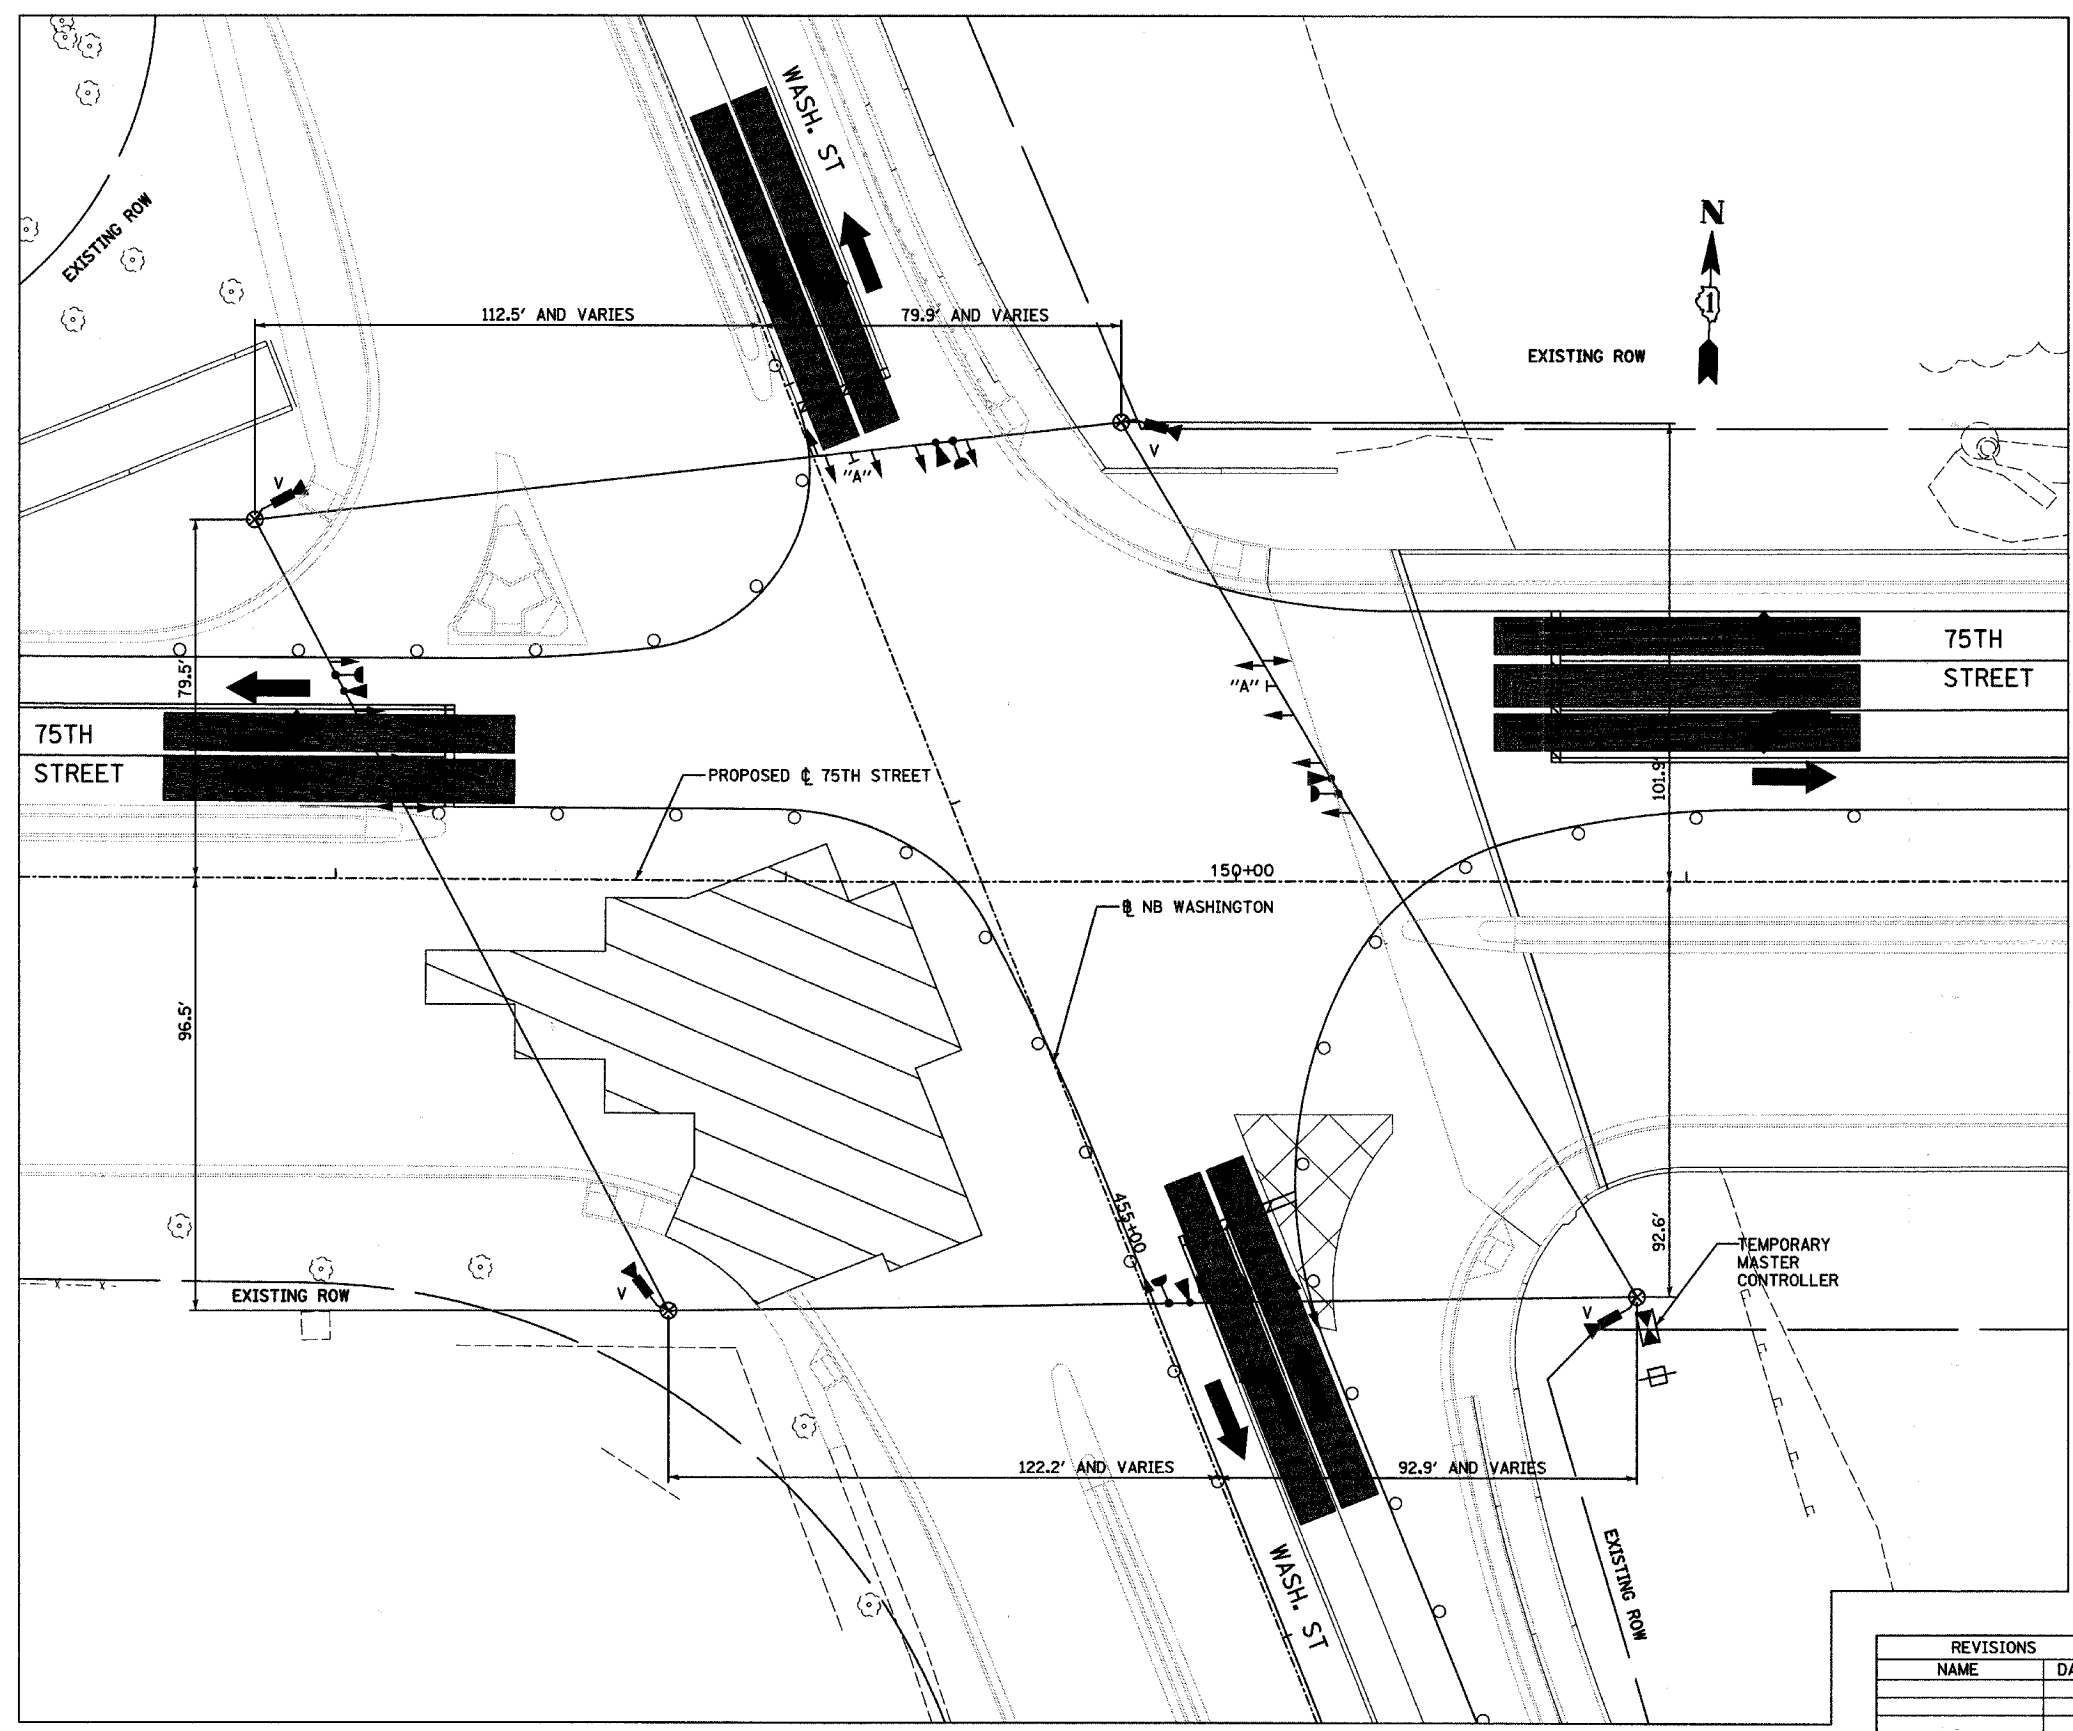 WASH. ST
EXISTING ROW
N
1
112.5' AND VARIES
79.9' AND VARIES
EXISTING ROW
V
V
"A"
79.5'
75TH
STREET
75TH
STREET
"A"
101.9'
PROPOSED ℄ 75TH STREET
150+00
℄ NB WASHINGTON
96.5'
455+00
92.6'
TEMPORARY
MASTER
CONTROLLER
EXISTING ROW
V
V
122.2' AND VARIES
92.9' AND VARIES
WASH. ST
EXISTING ROW
REVISIONS
NAME
DA